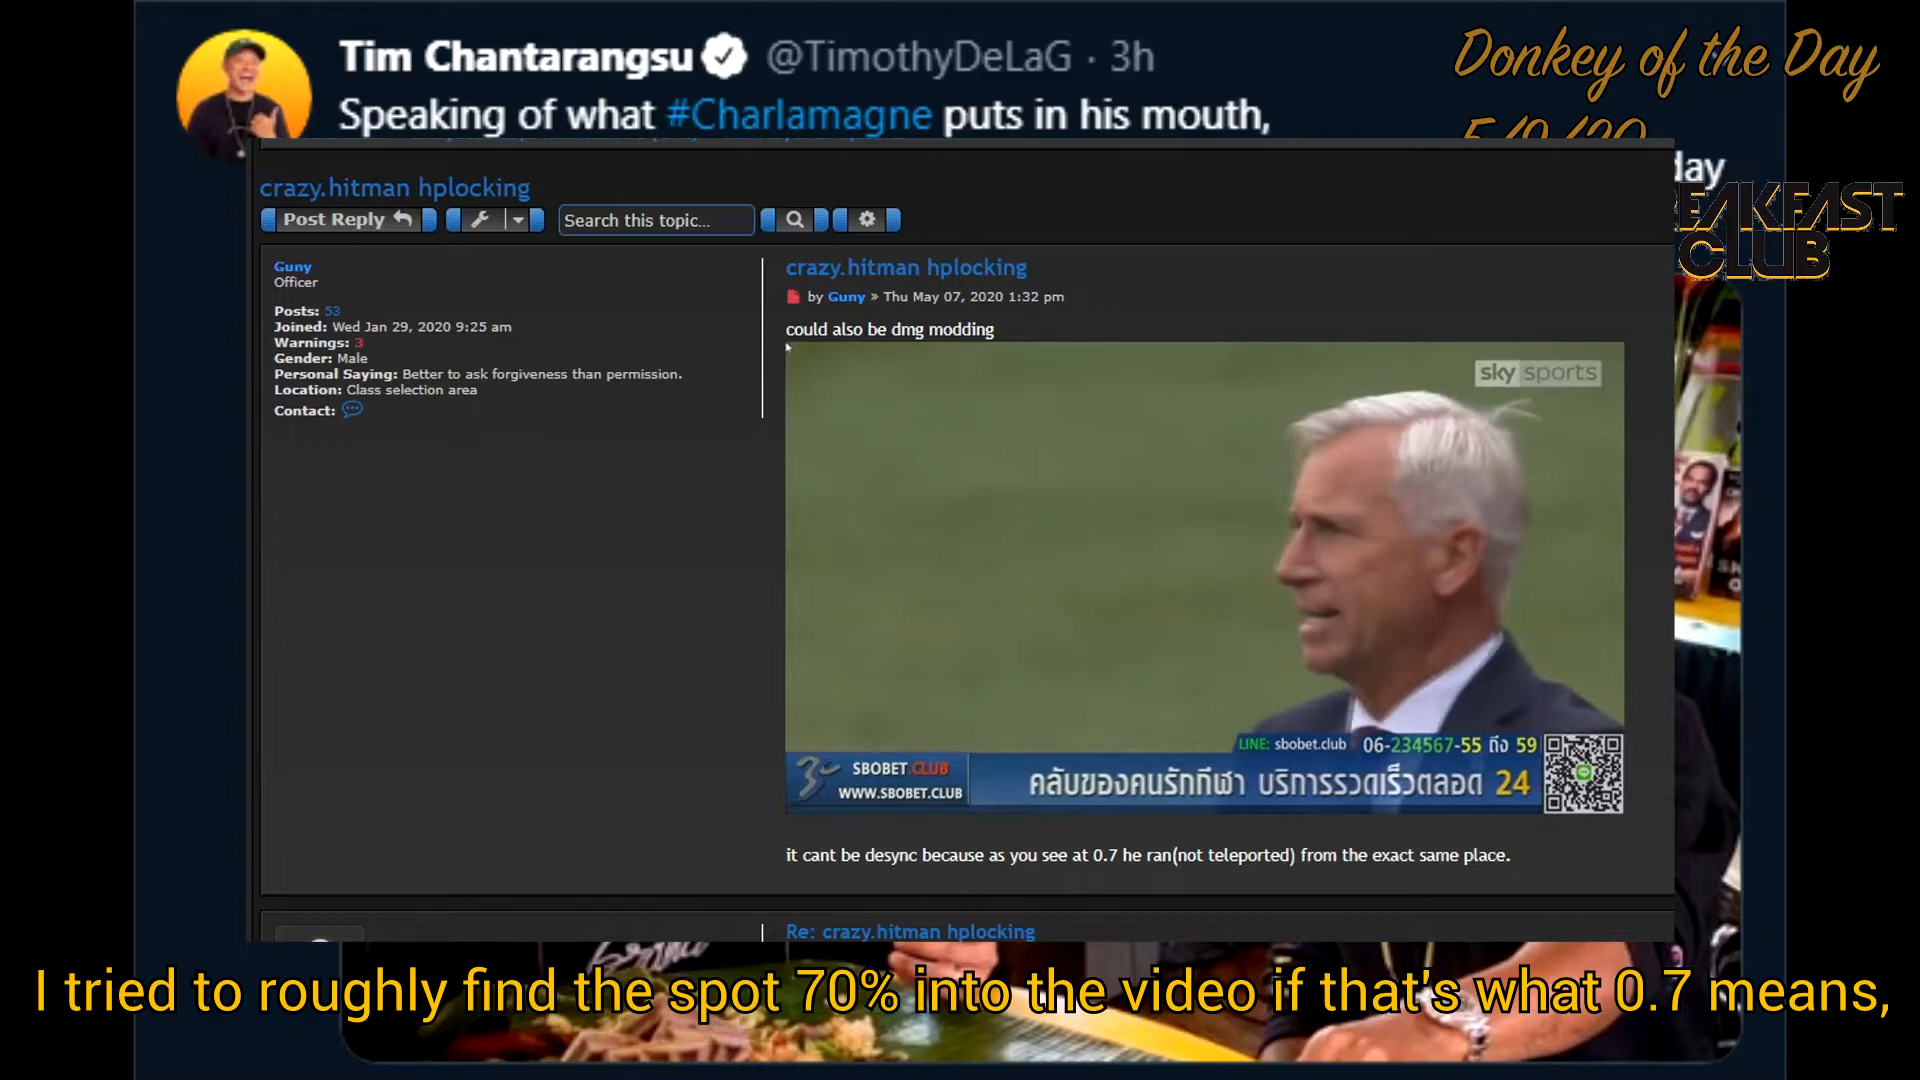 Tim Chantarangsu @TimothyDeLaG · 3h
Speaking of what #Charlamagne puts in his mouth,
day
Donkey of the Day
5/9/20
BREAKFAST
CLUB
crazy.hitman hplocking
Post Reply
Search this topic...
Guny
Officer
Posts: 53
Joined: Wed Jan 29, 2020 9:25 am
Warnings: 3
Gender: Male
Personal Saying: Better to ask forgiveness than permission.
Location: Class selection area
Contact:
crazy.hitman hplocking
by Guny » Thu May 07, 2020 1:32 pm
could also be dmg modding
sky sports
LINE: sbobet.club 06-234567-55 ถึง 59
SBOBET.CLUB
WWW.SBOBET.CLUB
คลับของคนรักกีฬา บริการรวดเร็วตลอด 24
it cant be desync because as you see at 0.7 he ran(not teleported) from the exact same place.
Re: crazy.hitman hplocking
I tried to roughly find the spot 70% into the video if that's what 0.7 means,